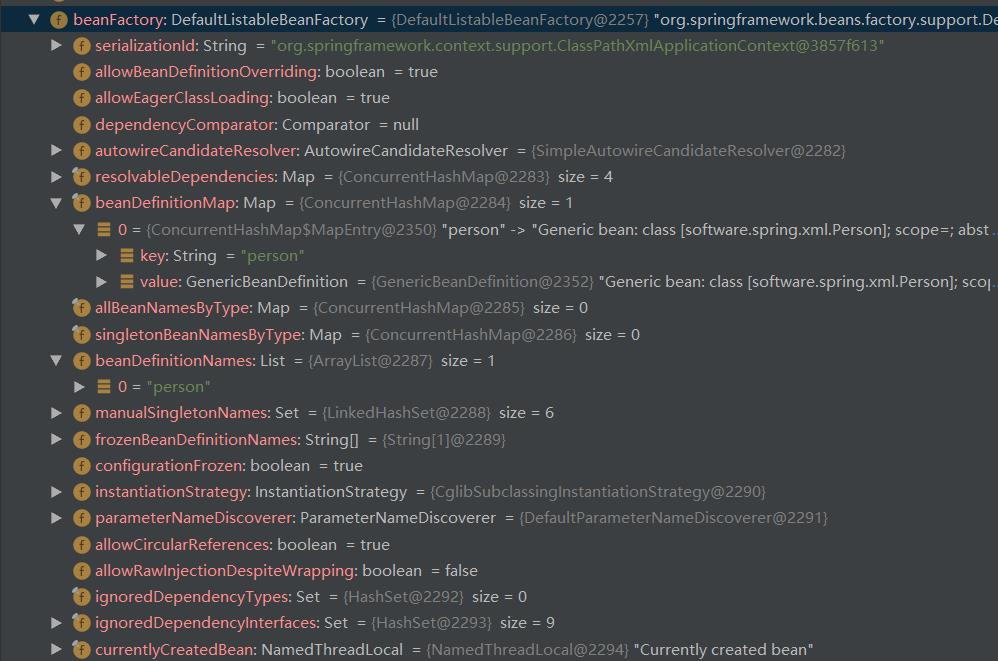 beanFactory: DefaultListableBeanFactory = {DefaultListableBeanFactory@2257} "org.springframework.beans.factory.support.De
serializationId: String = "org.springframework.context.support.ClassPathXmlApplicationContext@3857f613"
allowBeanDefinitionOverriding: boolean = true
allowEagerClassLoading: boolean = true
dependencyComparator: Comparator = null
autowireCandidateResolver: AutowireCandidateResolver = {SimpleAutowireCandidateResolver@2282}
resolvableDependencies: Map = {ConcurrentHashMap@2283} size = 4
beanDefinitionMap: Map = {ConcurrentHashMap@2284} size = 1
0 = {ConcurrentHashMap$MapEntry@2350} "person" -> "Generic bean: class [software.spring.xml.Person]; scope=; abst...
key: String = "person"
value: GenericBeanDefinition = {GenericBeanDefinition@2352} "Generic bean: class [software.spring.xml.Person]; scop...
allBeanNamesByType: Map = {ConcurrentHashMap@2285} size = 0
singletonBeanNamesByType: Map = {ConcurrentHashMap@2286} size = 0
beanDefinitionNames: List = {ArrayList@2287} size = 1
0 = "person"
manualSingletonNames: Set = {LinkedHashSet@2288} size = 6
frozenBeanDefinitionNames: String[] = {String[1]@2289}
configurationFrozen: boolean = true
instantiationStrategy: InstantiationStrategy = {CglibSubclassingInstantiationStrategy@2290}
parameterNameDiscoverer: ParameterNameDiscoverer = {DefaultParameterNameDiscoverer@2291}
allowCircularReferences: boolean = true
allowRawInjectionDespiteWrapping: boolean = false
ignoredDependencyTypes: Set = {HashSet@2292} size = 0
ignoredDependencyInterfaces: Set = {HashSet@2293} size = 9
currentlyCreatedBean: NamedThreadLocal = {NamedThreadLocal@2294} "Currently created bean"